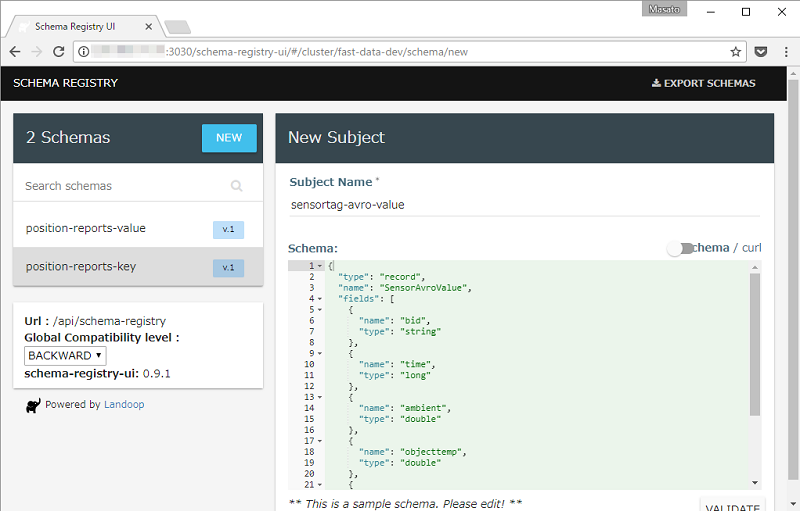 Masato
Schema Registry UI
:3030/schema-registry-ui/#/cluster/fast-data-dev/schema/new
SCHEMA REGISTRY
EXPORT SCHEMAS
2 Schemas
NEW
Search schemas
position-reports-value
v.1
position-reports-key
v.1
Url : /api/schema-registry
Global Compatibility level :
BACKWARD
schema-registry-ui: 0.9.1
Powered by Landoop
New Subject
Subject Name *
sensortag-avro-value
Schema:
chema / curl
1 {
2 "type": "record",
3 "name": "SensorAvroValue",
4 "fields": [
5 {
6 "name": "bid",
7 "type": "string"
8 },
9 {
10 "name": "time",
11 "type": "long"
12 },
13 {
14 "name": "ambient",
15 "type": "double"
16 },
17 {
18 "name": "objecttemp",
19 "type": "double"
20 },
21 {
** This is a sample schema. Please edit! **
VALIDATE